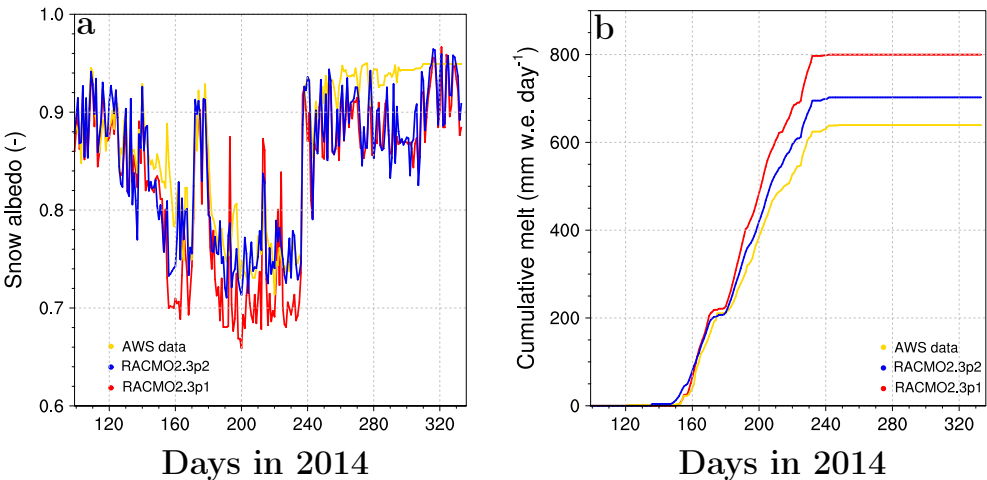 a
Snow albedo (-)
1.0
0.9
0.8
0.7
0.6
AWS data
RACMO2.3p2
RACMO2.3p1
120 160 200 240 280 320
Days in 2014
b
Cumulative melt (mm w.e. day-1)
800
600
400
200
0
AWS data
RACMO2.3p2
RACMO2.3p1
120 160 200 240 280 320
Days in 2014